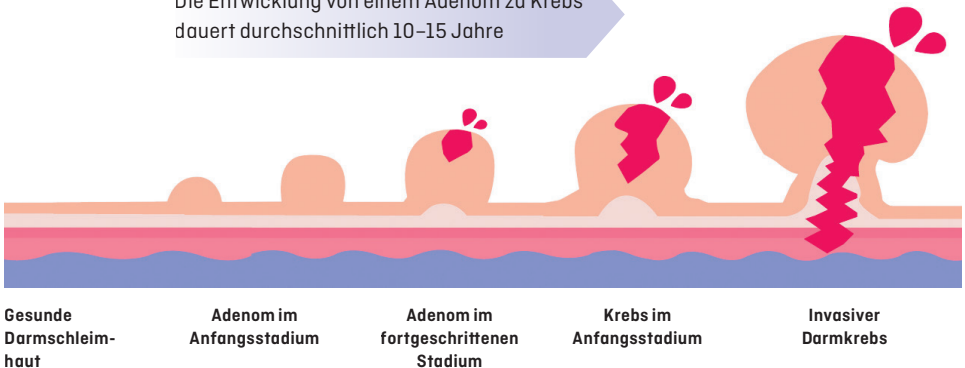 Die Entwicklung von einem Adenom zu Krebs
dauert durchschnittlich 10–15 Jahre
Gesunde
Darmschleim-
haut
Adenom im
Anfangsstadium
Adenom im
fortgeschrittenen
Stadium
Krebs im
Anfangsstadium
Invasiver
Darmkrebs